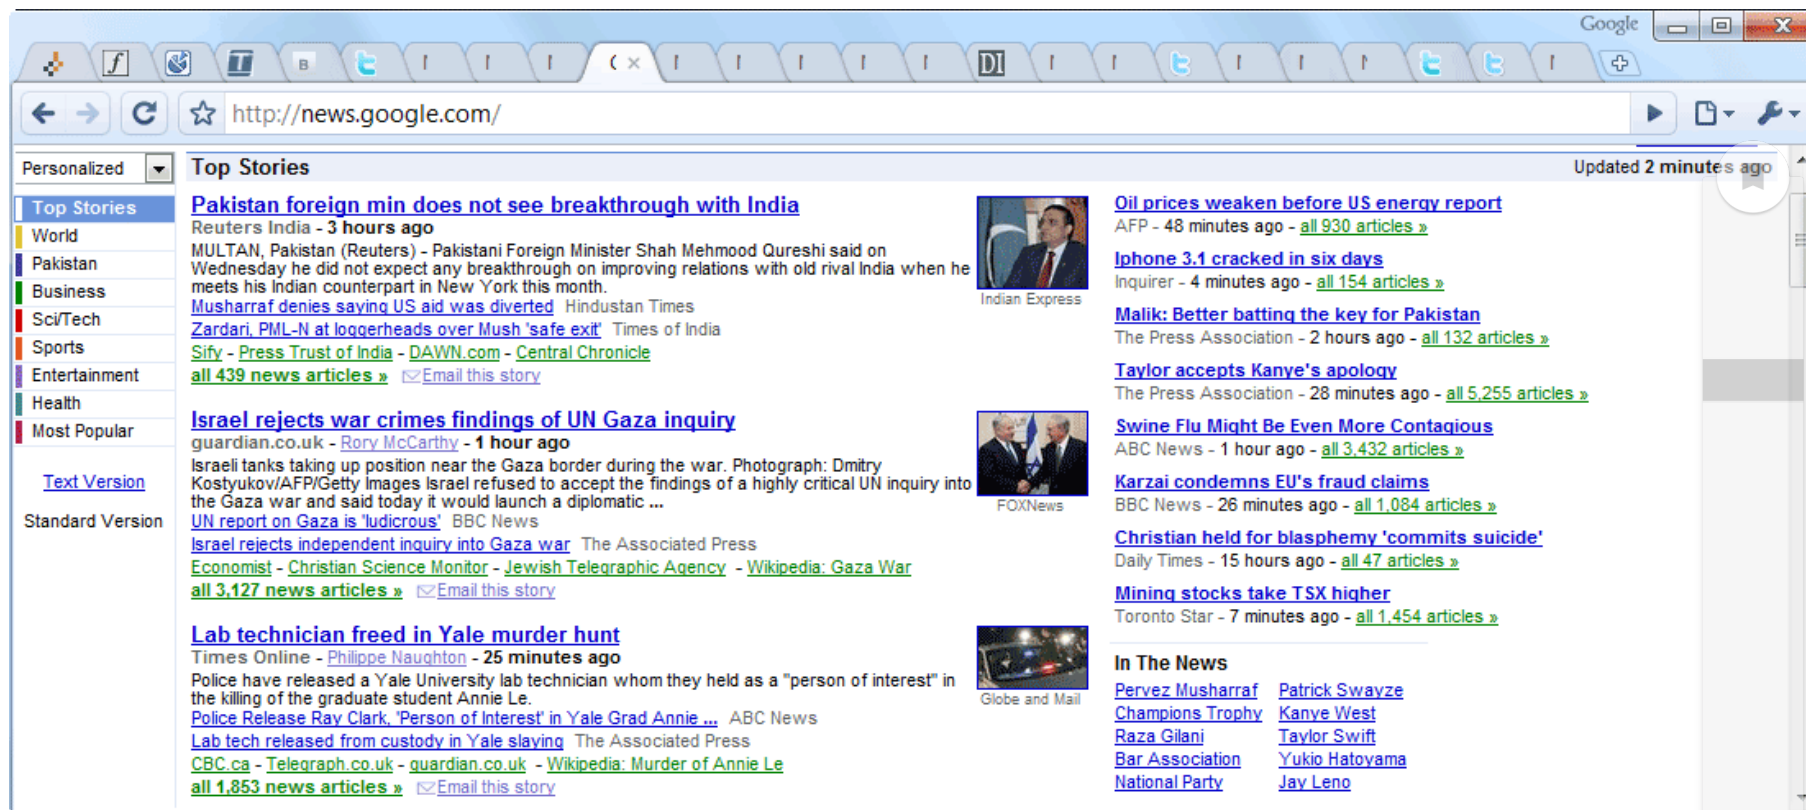 Google
f
T
B
DI
http://news.google.com/
Personalized
Top Stories
World
Pakistan
Business
Sci/Tech
Sports
Entertainment
Health
Most Popular
Text Version
Standard Version
Top Stories
Updated 2 minutes ago
Pakistan foreign min does not see breakthrough with India
Reuters India - 3 hours ago
MULTAN, Pakistan (Reuters) - Pakistani Foreign Minister Shah Mehmood Qureshi said on
Wednesday he did not expect any breakthrough on improving relations with old rival India when he
meets his Indian counterpart in New York this month.
Musharraf denies saying US aid was diverted Hindustan Times
Zardari, PML-N at loggerheads over Mush 'safe exit' Times of India
Sify - Press Trust of India - DAWN.com - Central Chronicle
all 439 news articles » Email this story
Indian Express
Israel rejects war crimes findings of UN Gaza inquiry
guardian.co.uk - Rory McCarthy - 1 hour ago
Israeli tanks taking up position near the Gaza border during the war. Photograph: Dmitry
Kostyukov/AFP/Getty Images Israel refused to accept the findings of a highly critical UN inquiry into
the Gaza war and said today it would launch a diplomatic ...
UN report on Gaza is 'ludicrous' BBC News
Israel rejects independent inquiry into Gaza war The Associated Press
Economist - Christian Science Monitor - Jewish Telegraphic Agency - Wikipedia: Gaza War
all 3,127 news articles » Email this story
FOXNews
Lab technician freed in Yale murder hunt
Times Online - Philippe Naughton - 25 minutes ago
Police have released a Yale University lab technician whom they held as a "person of interest" in
the killing of the graduate student Annie Le.
Police Release Ray Clark, 'Person of Interest' in Yale Grad Annie ... ABC News
Lab tech released from custody in Yale slaying The Associated Press
CBC.ca - Telegraph.co.uk - guardian.co.uk - Wikipedia: Murder of Annie Le
all 1,853 news articles » Email this story
Globe and Mail
Oil prices weaken before US energy report
AFP - 48 minutes ago - all 930 articles »
Iphone 3.1 cracked in six days
Inquirer - 4 minutes ago - all 154 articles »
Malik: Better batting the key for Pakistan
The Press Association - 2 hours ago - all 132 articles »
Taylor accepts Kanye's apology
The Press Association - 28 minutes ago - all 5,255 articles »
Swine Flu Might Be Even More Contagious
ABC News - 1 hour ago - all 3,432 articles »
Karzai condemns EU's fraud claims
BBC News - 26 minutes ago - all 1,084 articles »
Christian held for blasphemy 'commits suicide'
Daily Times - 15 hours ago - all 47 articles »
Mining stocks take TSX higher
Toronto Star - 7 minutes ago - all 1,454 articles »
In The News
Pervez Musharraf Patrick Swayze
Champions Trophy Kanye West
Raza Gilani Taylor Swift
Bar Association Yukio Hatoyama
National Party Jay Leno